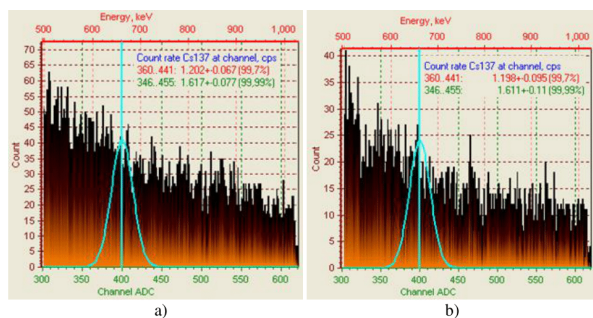 Energy, keV
500 600 700 800 900 1,000
Count rate Cs137 at channel, cps
360..441: 1.202+-0.067 (99,7%)
346..455: 1.617+-0.077 (99,99%)
Count
70
65
60
55
50
45
40
35
30
25
20
15
10
5
0
300 350 400 450 500 550 600
Channel ADC
a)
Energy, keV
500 600 700 800 900 1,000
Count rate Cs137 at channel, cps
360..441: 1.198+-0.095 (99,7%)
346..455: 1.611+-0.11 (99,99%)
Count
40
35
30
25
20
15
10
5
0
300 350 400 450 500 550 600
Channel ADC
b)